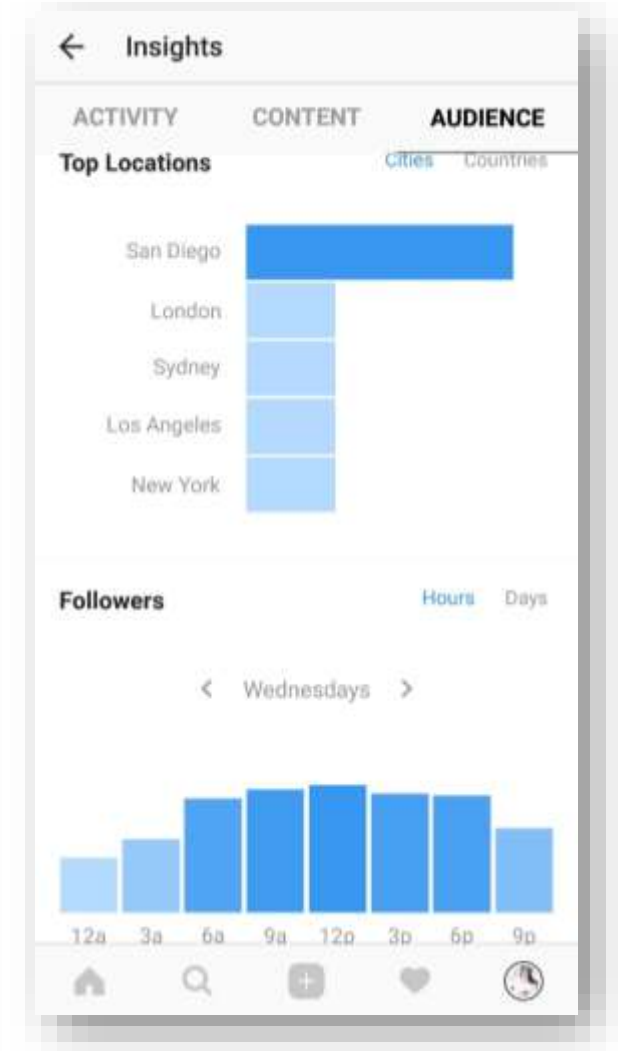 Insights
ACTIVITY CONTENT AUDIENCE
Top Locations Cities Countries
San Diego
London
Sydney
Los Angeles
New York
Followers Hours Days
Wednesdays
12a 3a 6a 9a 12p 3p 6p 9p